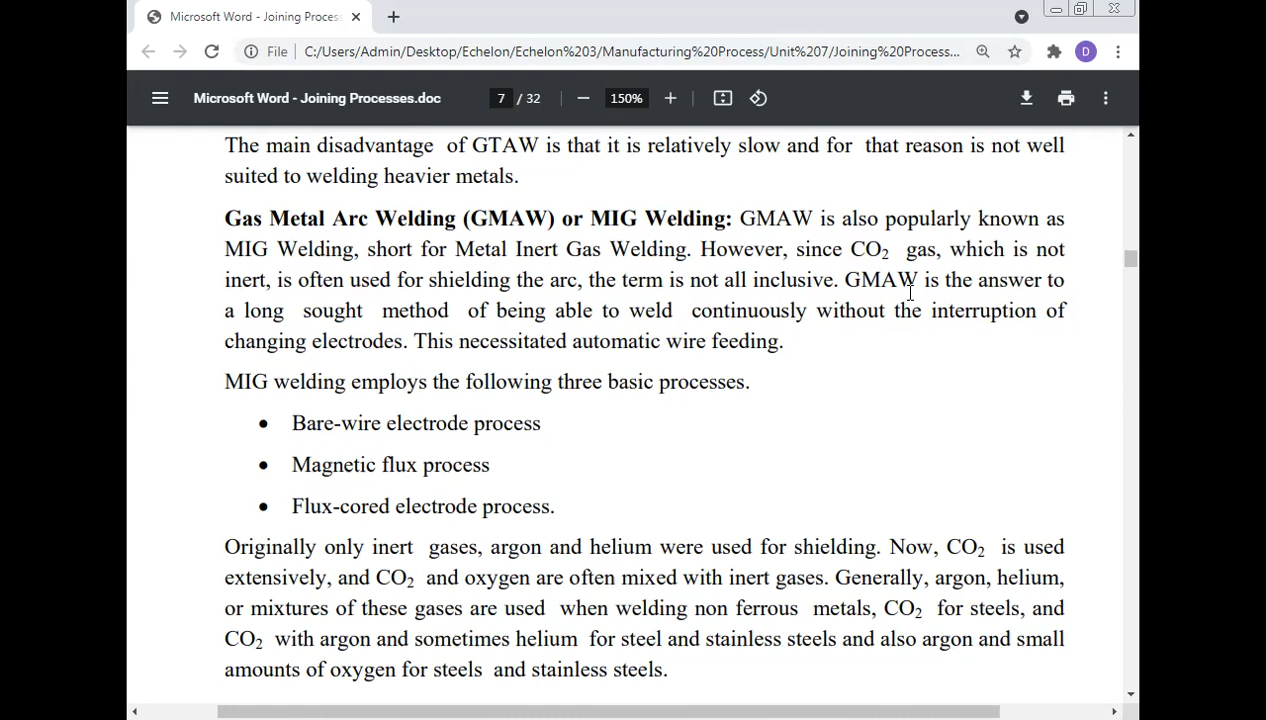 Microsoft Word - Joining Process
File C:/Users/Admin/Desktop/Echelon/Echelon%203/Manufacturing%20Process/Unit%207/Joining%20Process... D
Microsoft Word - Joining Processes.doc 7 / 32 150%
The main disadvantage of GTAW is that it is relatively slow and for that reason is not well
suited to welding heavier metals.
Gas Metal Arc Welding (GMAW) or MIG Welding: GMAW is also popularly known as
MIG Welding, short for Metal Inert Gas Welding. However, since CO₂ gas, which is not
inert, is often used for shielding the arc, the term is not all inclusive. GMAW is the answer to
a long sought method of being able to weld continuously without the interruption of
changing electrodes. This necessitated automatic wire feeding.
MIG welding employs the following three basic processes.
• Bare-wire electrode process
• Magnetic flux process
• Flux-cored electrode process.
Originally only inert gases, argon and helium were used for shielding. Now, CO₂ is used
extensively, and CO₂ and oxygen are often mixed with inert gases. Generally, argon, helium,
or mixtures of these gases are used when welding non ferrous metals, CO₂ for steels, and
CO₂ with argon and sometimes helium for steel and stainless steels and also argon and small
amounts of oxygen for steels and stainless steels.